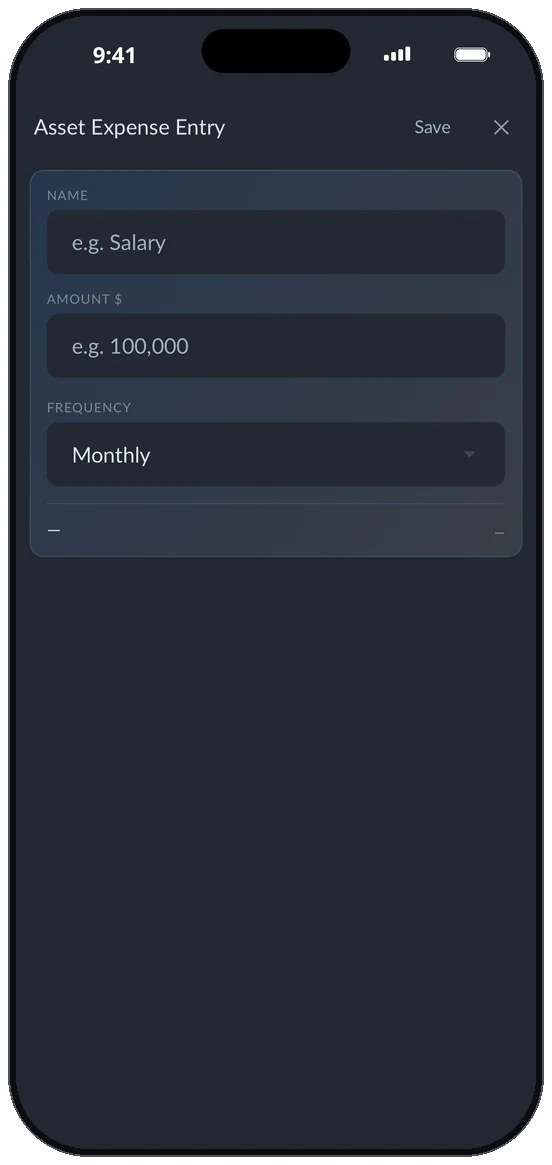 9:41
Asset Expense Entry Save
NAME
e.g. Salary
AMOUNT $
e.g. 100,000
FREQUENCY
Monthly
– –